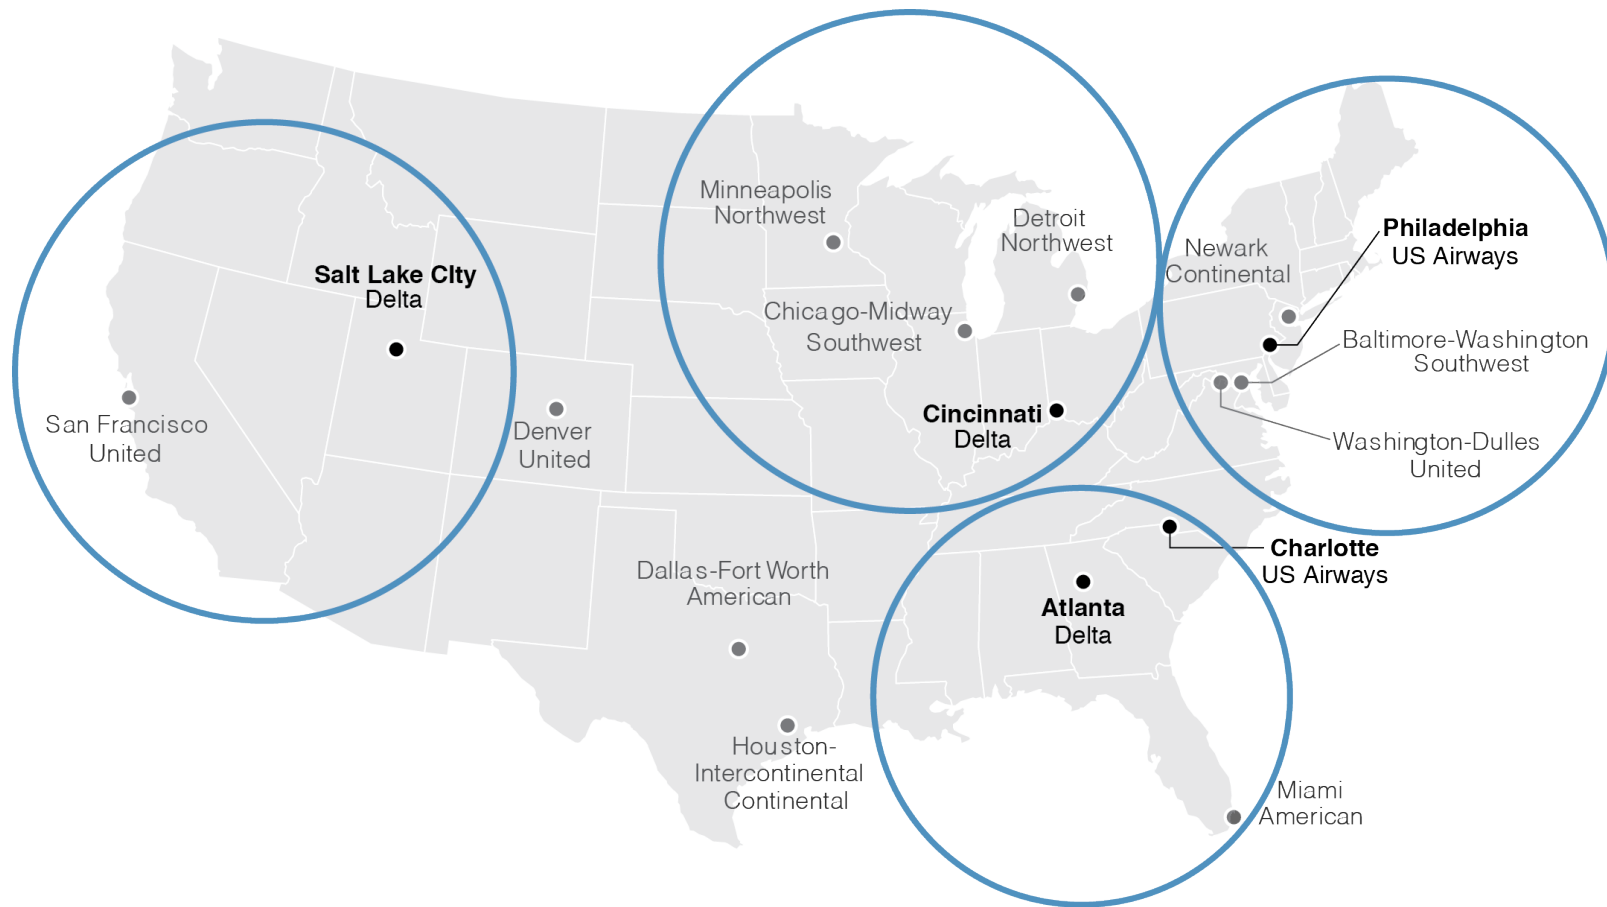 Minneapolis
Northwest
Detroit
Northwest
Newark
Continental
Philadelphia
US Airways
Salt Lake CIty
Delta
Chicago-Midway
Southwest
Baltimore-Washington
Southwest
San Francisco
United
Denver
United
Cincinnati
Delta
Washington-Dulles
United
Charlotte
US Airways
Dallas-Fort Worth
American
Atlanta
Delta
Houston-
Intercontinental
Continental
Miami
American